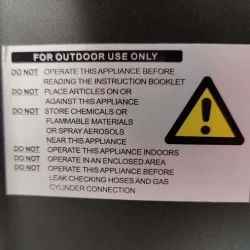 FOR OUTDOOR USE ONLY
DO NOT OPERATE THIS APPLIANCE BEFORE
READING THE INSTRUCTION BOOKLET
DO NOT PLACE ARTICLES ON OR
AGAINST THIS APPLIANCE
DO NOT STORE CHEMICALS OR
FLAMMABLE MATERIALS
OR SPRAY AEROSOLS
NEAR THIS APPLIANCE
DO NOT OPERATE THIS APPLIANCE INDOORS
DO NOT OPERATE IN AN ENCLOSED AREA
DO NOT OPERATE THIS APPLIANCE BEFORE
LEAK CHECKING HOSES AND GAS
CYLINDER CONNECTION